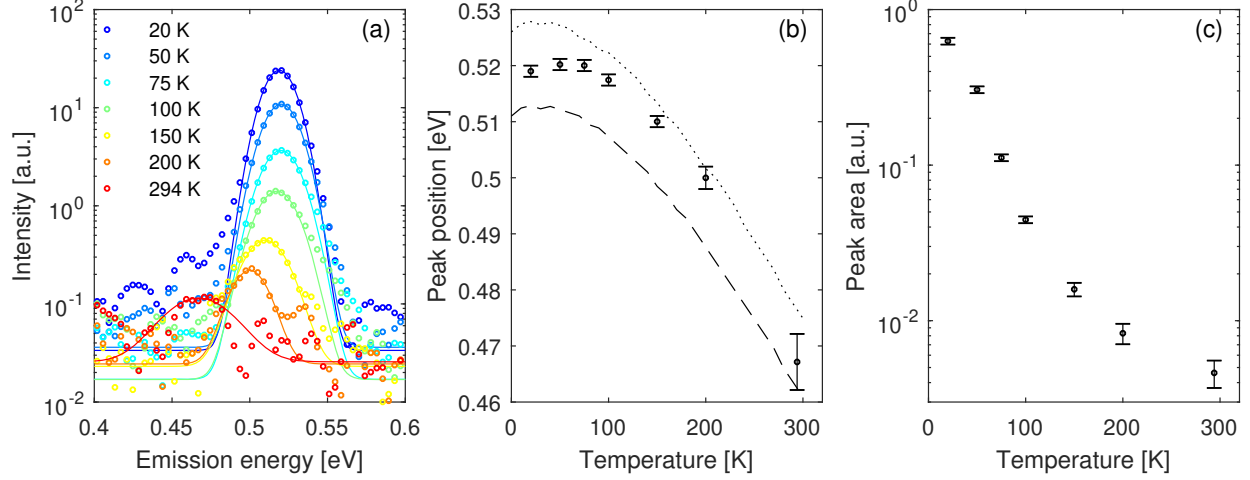 (a)
20 K
50 K
75 K
100 K
150 K
200 K
294 K
10^2
10^1
10^0
10^-1
10^-2
0.4
0.45
0.5
0.55
0.6
Intensity [a.u.]
Emission energy [eV]
(b)
0.53
0.52
0.51
0.5
0.49
0.48
0.47
0.46
0
100
200
300
Peak position [eV]
Temperature [K]
(c)
10^0
10^-1
10^-2
0
100
200
300
Peak area [a.u.]
Temperature [K]